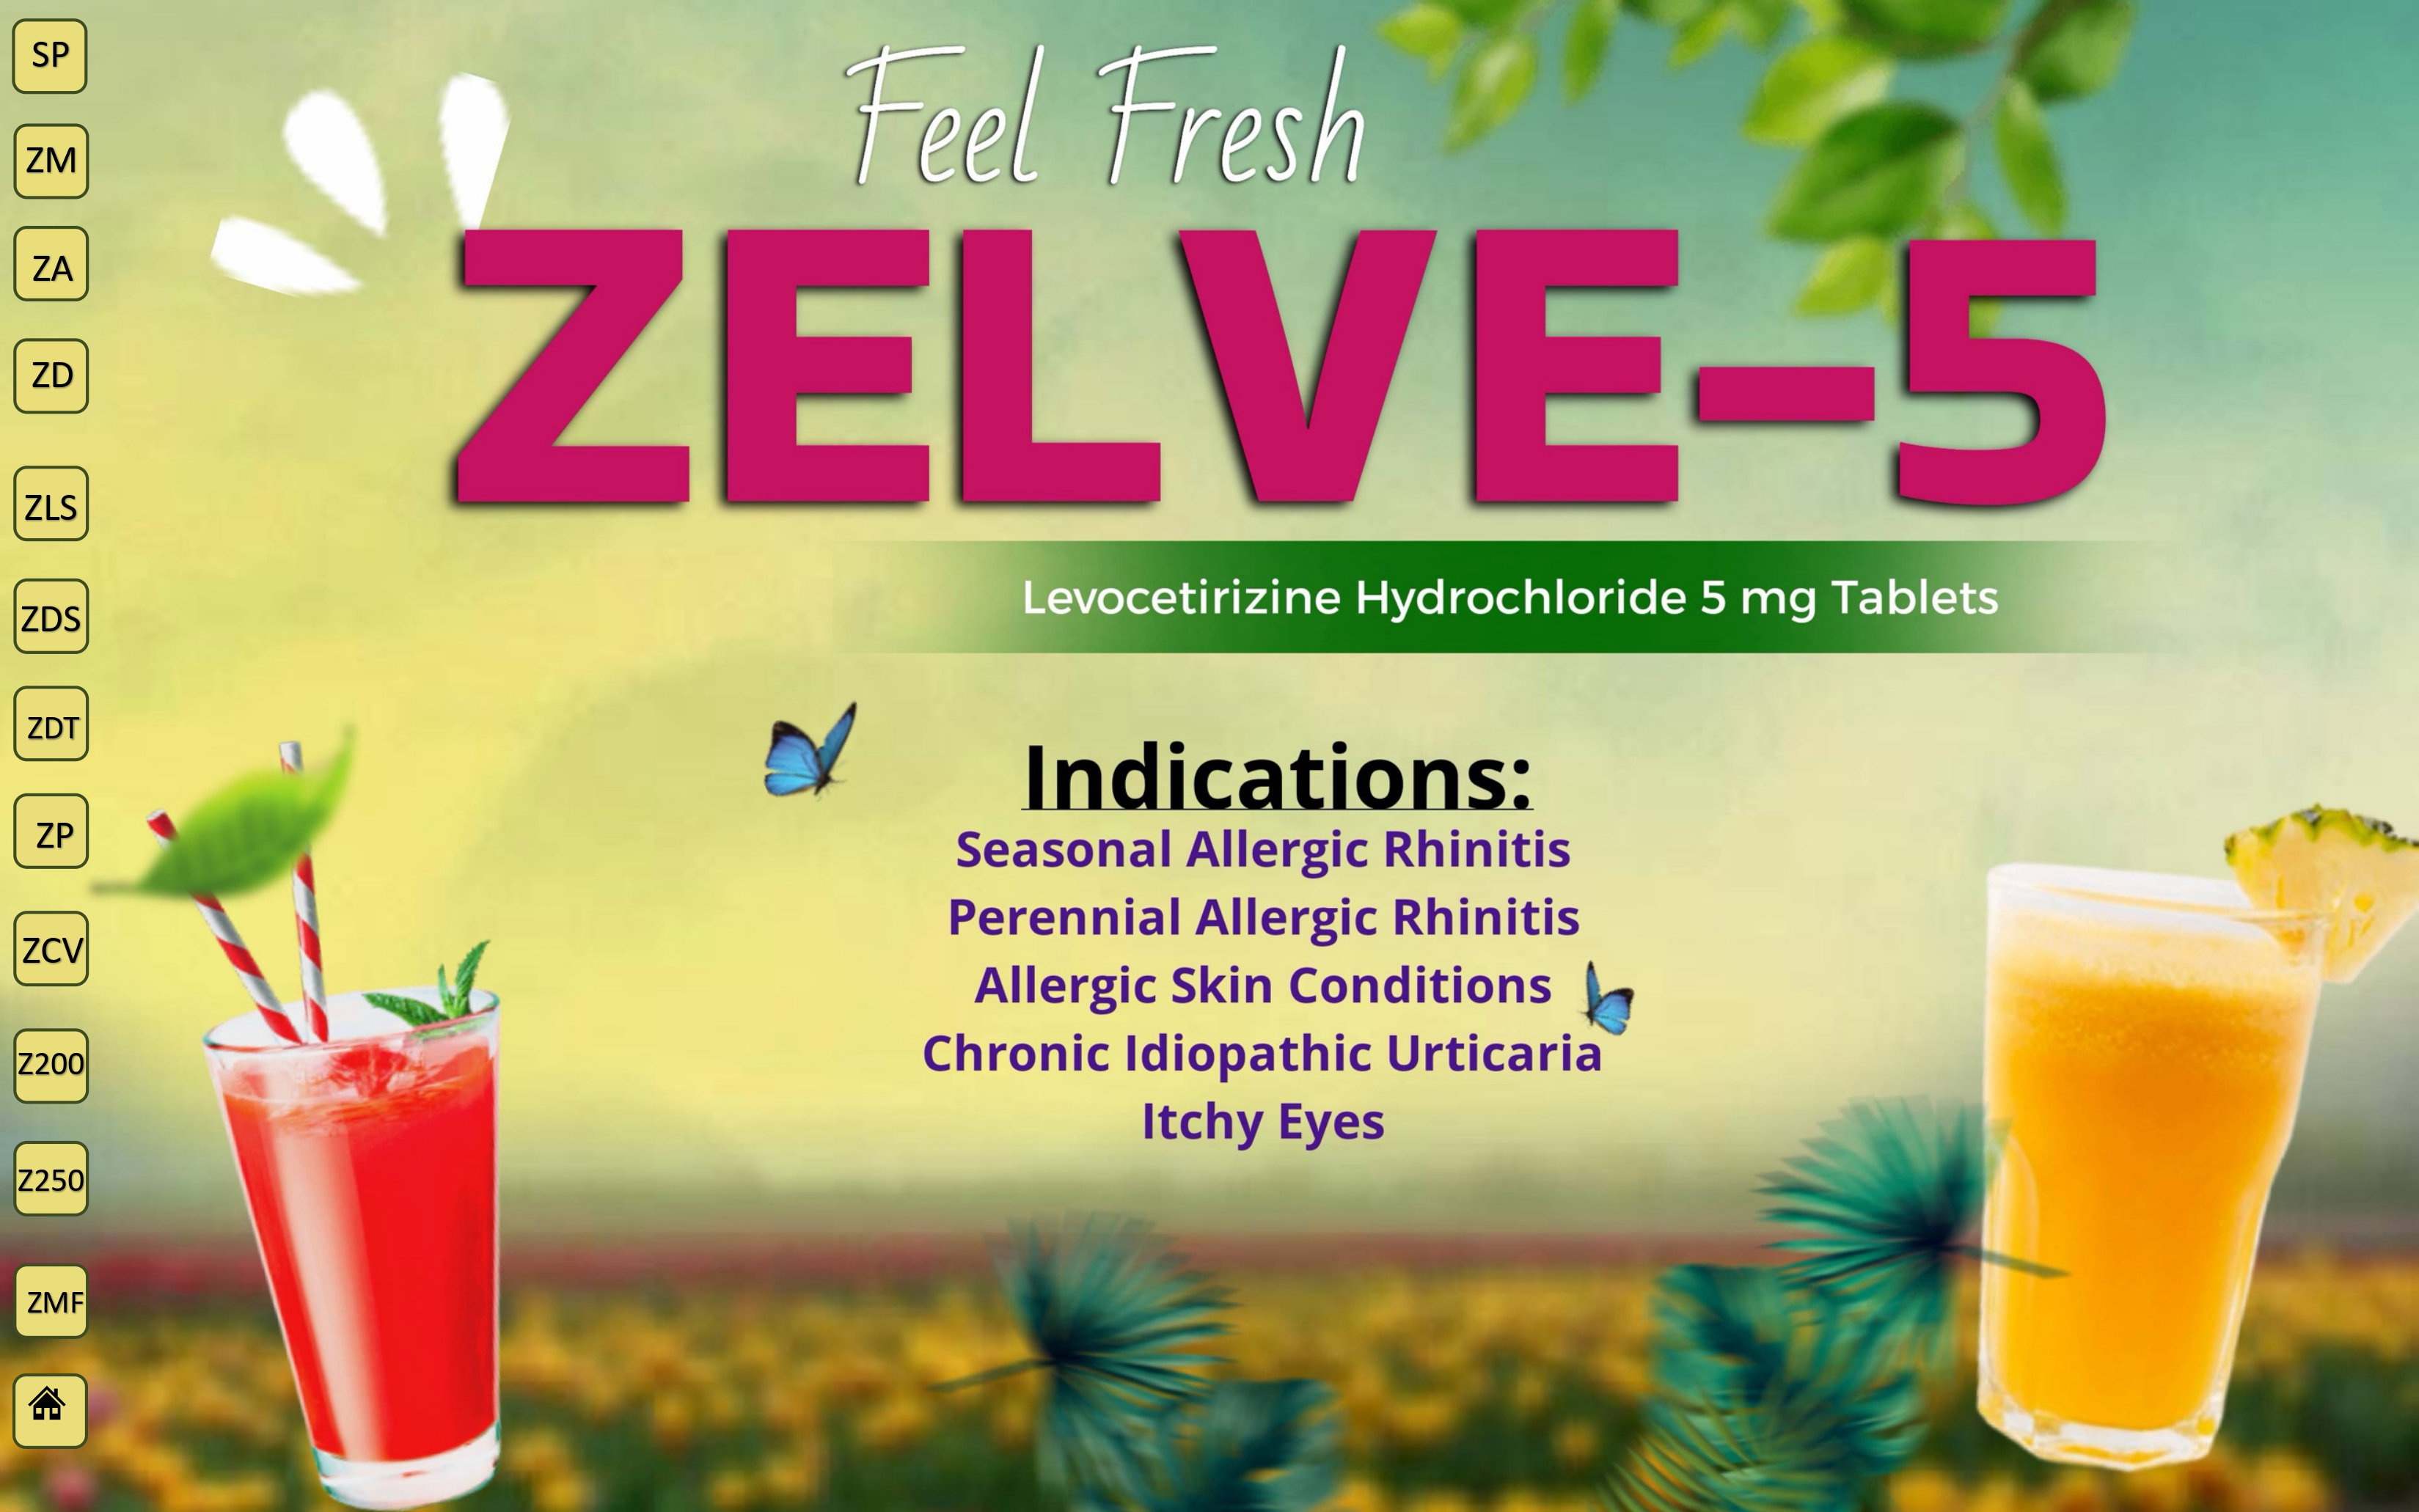 SP
ZM
ZA
ZD
ZLS
ZDS
ZDT
ZP
ZCV
Z200
Z250
ZMF
Feel Fresh
ZELVE-5
Levocetirizine Hydrochloride 5 mg Tablets
Indications:
Seasonal Allergic Rhinitis
Perennial Allergic Rhinitis
Allergic Skin Conditions
Chronic Idiopathic Urticaria
Itchy Eyes